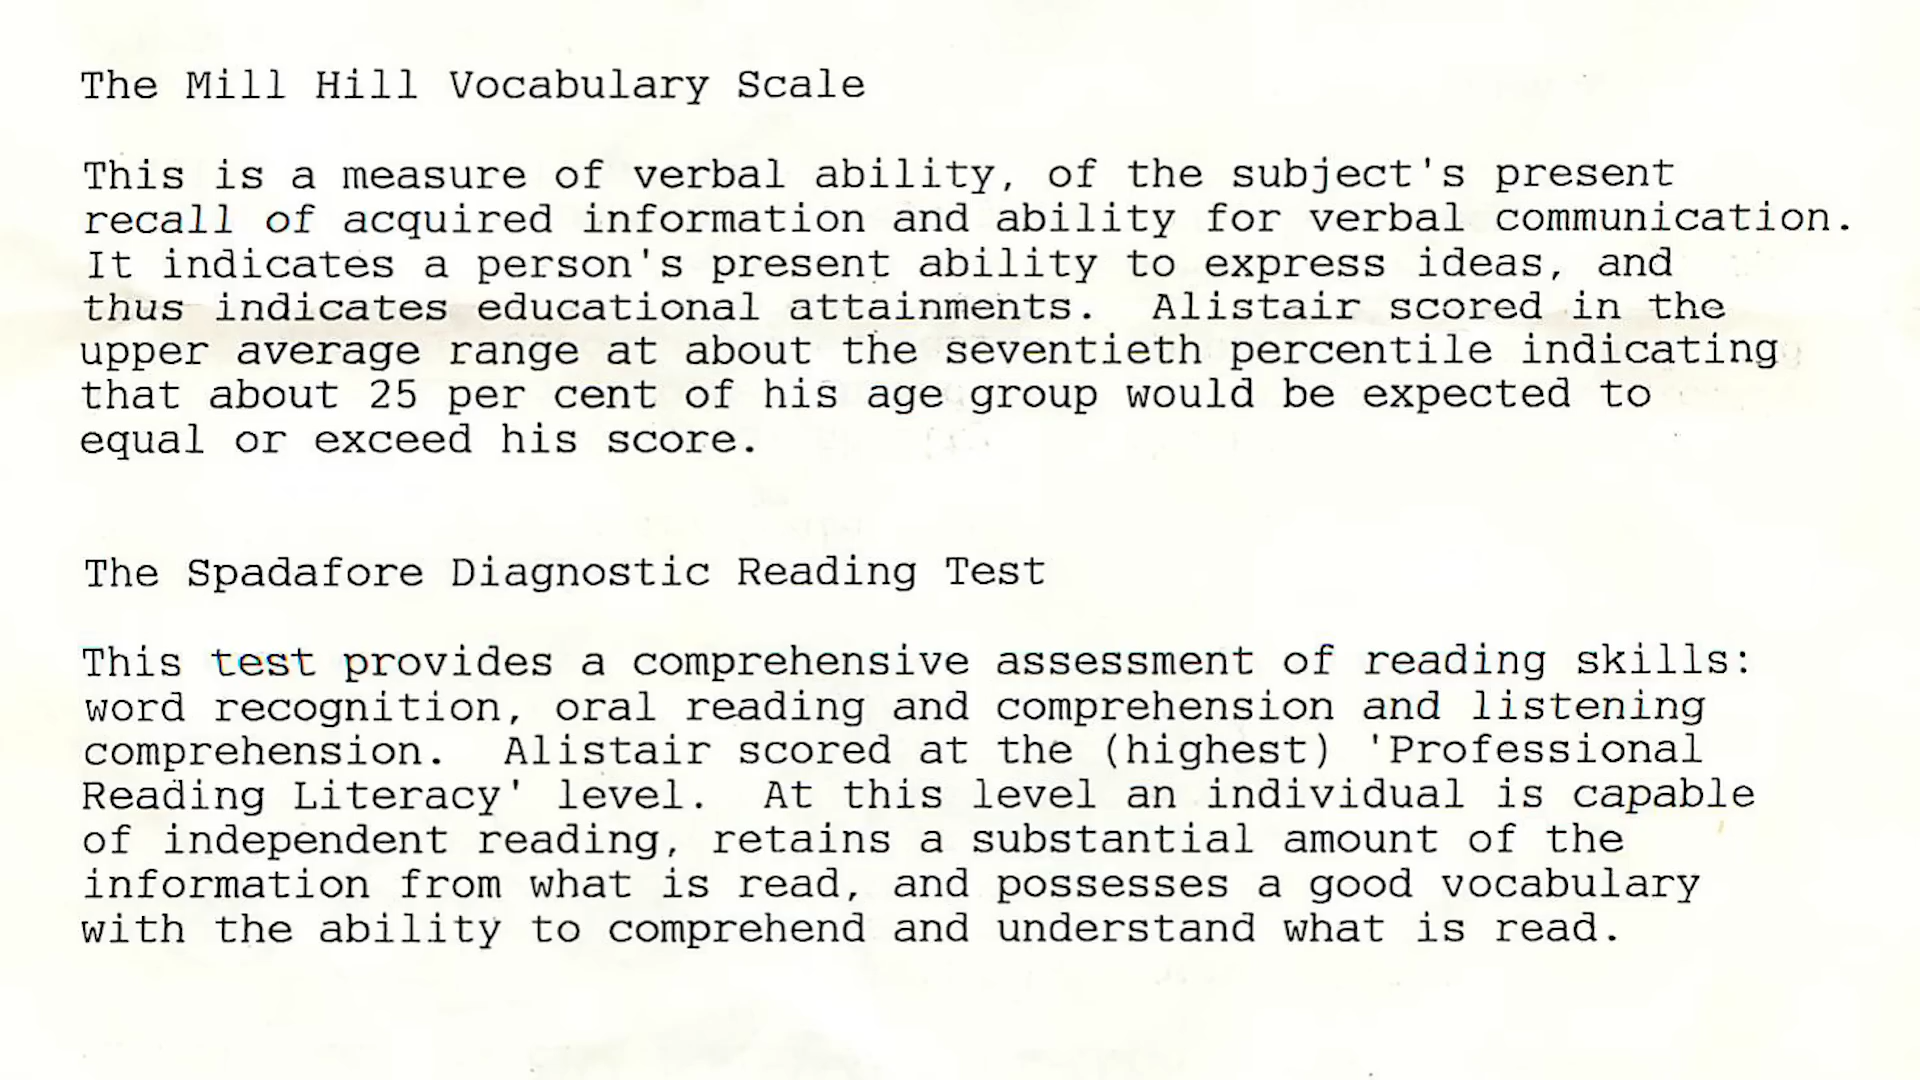 The Mill Hill Vocabulary Scale
This is a measure of verbal ability, of the subject's present
recall of acquired information and ability for verbal communication.
It indicates a person's present ability to express ideas, and
thus indicates educational attainments. Alistair scored in the
upper average range at about the seventieth percentile indicating
that about 25 per cent of his age group would be expected to
equal or exceed his score.
The Spadafore Diagnostic Reading Test
This test provides a comprehensive assessment of reading skills:
word recognition, oral reading and comprehension and listening
comprehension. Alistair scored at the (highest) 'Professional
Reading Literacy' level. At this level an individual is capable
of independent reading, retains a substantial amount of the
information from what is read, and possesses a good vocabulary
with the ability to comprehend and understand what is read.